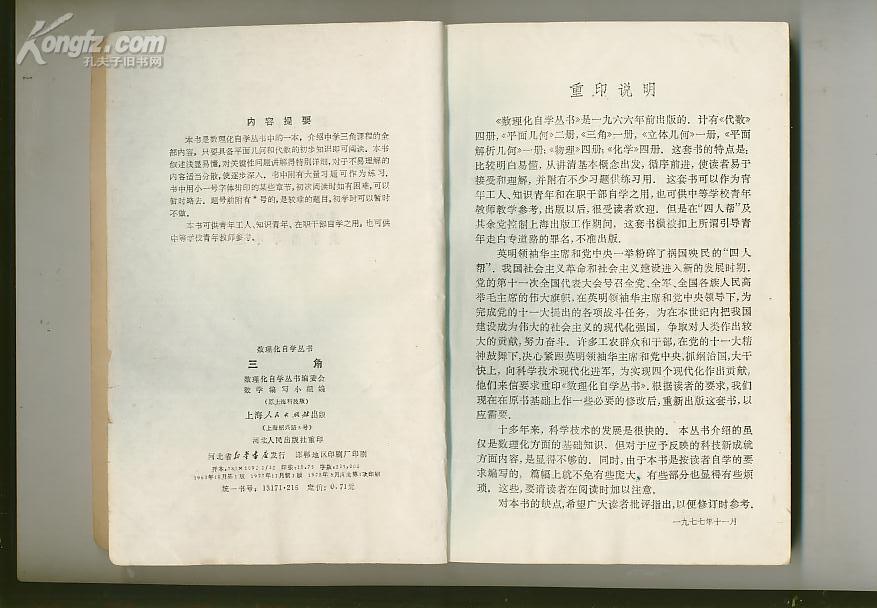 Kongfz.com
孔夫子旧书网
内容提要
本书是数理化自学丛书中的一本,介绍中学三角课程的全
部内容,只要具备平面几何和代数的初步知识即可阅读.本书
叙述浅显易懂,对关键性问题讲解得特别详细,对于不易理解的
内容适当分散,使逐步深入.书中附有大量习题可作为练习.
书中用小一号字体排印的某些章节,初次阅读时如有困难,可以
暂时略去.题号前附有*号的,是较难的题目,初学时可以暂时
不做.
本书可供青年工人、知识青年、在职干部自学之用,也可供
中等学校青年教师参考.
数理化自学丛书
三角
数理化自学丛书编委会
数学编写小组编
(原上海科技版)
上海人民出版社出版
(上海绍兴路5号)
河北人民出版社重印
河北省新华书店发行 邯郸地区印刷厂印刷
统一书号:13171·216 定价:0.71元
重印说明
《数理化自学丛书》是一九六六年前出版的.计有《代数》
四册,《平面几何》二册,《三角》一册,《立体几何》一册,《平面
解析几何》一册;《物理》四册;《化学》四册.这套书的特点是:
比较明白易懂,从讲清基本概念出发,循序前进,使读者易于
接受和理解,并附有不少习题供练习用.这套书可以作为青
年工人、知识青年和在职干部自学之用,也可供中等学校青年
教师教学参考,出版以后,很受读者欢迎.但是在“四人帮”及
其余党控制上海出版工作期间,这套书横被扣上所谓引导青
年走白专道路的罪名,不准出版.
英明领袖华主席和党中央一举粉碎了祸国殃民的“四人
帮”.我国社会主义革命和社会主义建设进入新的发展时期.
党的第十一次全国代表大会号召全党、全军、全国各族人民高
举毛主席的伟大旗帜,在英明领袖华主席和党中央领导下,为
完成党的十一大提出的各项战斗任务,为在本世纪内把我国
建设成为伟大的社会主义的现代化强国,争取对人类作出较大
的贡献,努力奋斗.许多工农群众和干部,在党的十一大精
神鼓舞下,决心紧跟英明领袖华主席和党中央,抓纲治国,大干
快上,向科学技术现代化进军,为实现四个现代化作出贡献,
他们来信要求重印《数理化自学丛书》.根据读者的要求,我们
现在在原书基础上作一些必要的修改后,重新出版这套书,以
应需要.
十多年来,科学技术的发展是很快的.本丛书介绍的虽
仅是数理化方面的基础知识,但对于应予反映的科技新成就
方面内容,是显得不够的.同时,由于本书是按读者自学的要
求编写的,篇幅上就不免有些庞大,有些部分也显得有些烦
琐.这些,要请读者在阅读时加以注意.
对本书的缺点,希望广大读者批评指出,以便修订时参考.
一九七七年十一月